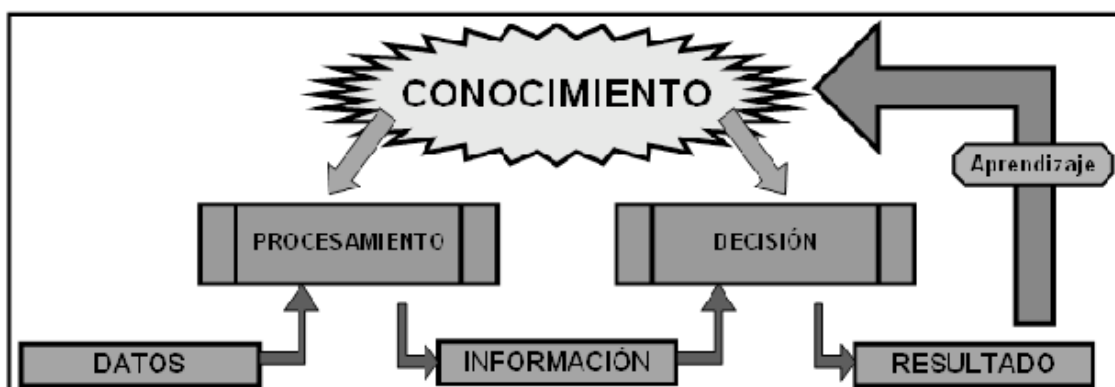 CONOCIMIENTO
Aprendizaje
PROCESAMIENTO
DECISIÓN
DATOS
INFORMACIÓN
RESULTADO